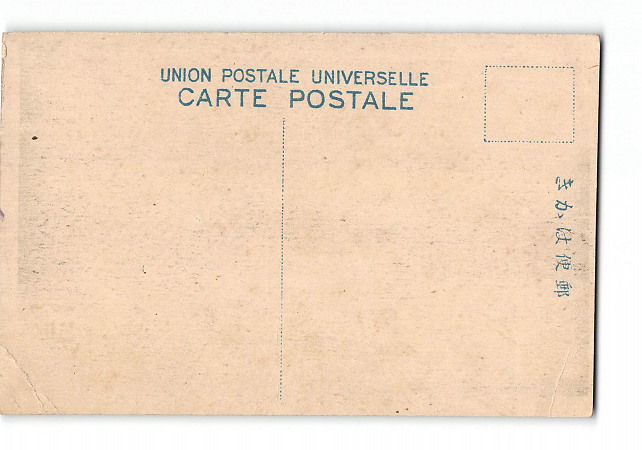 UNION POSTALE UNIVERSELLE
CARTE POSTALE
郵便はかき